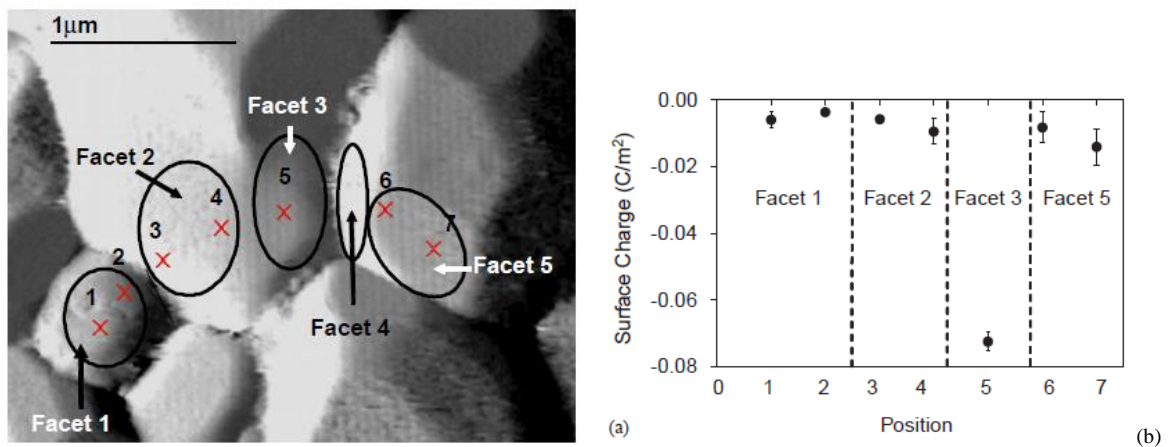 1μm
Facet 3
Facet 2
5
4
6
3
7
2
Facet 5
1
Facet 4
Facet 1
0.00
-0.02
-0.04
-0.06
-0.08
Surface Charge (C/m²)
Facet 1 Facet 2 Facet 3 Facet 5
0 1 2 3 4 5 6 7
Position
(a)
(b)